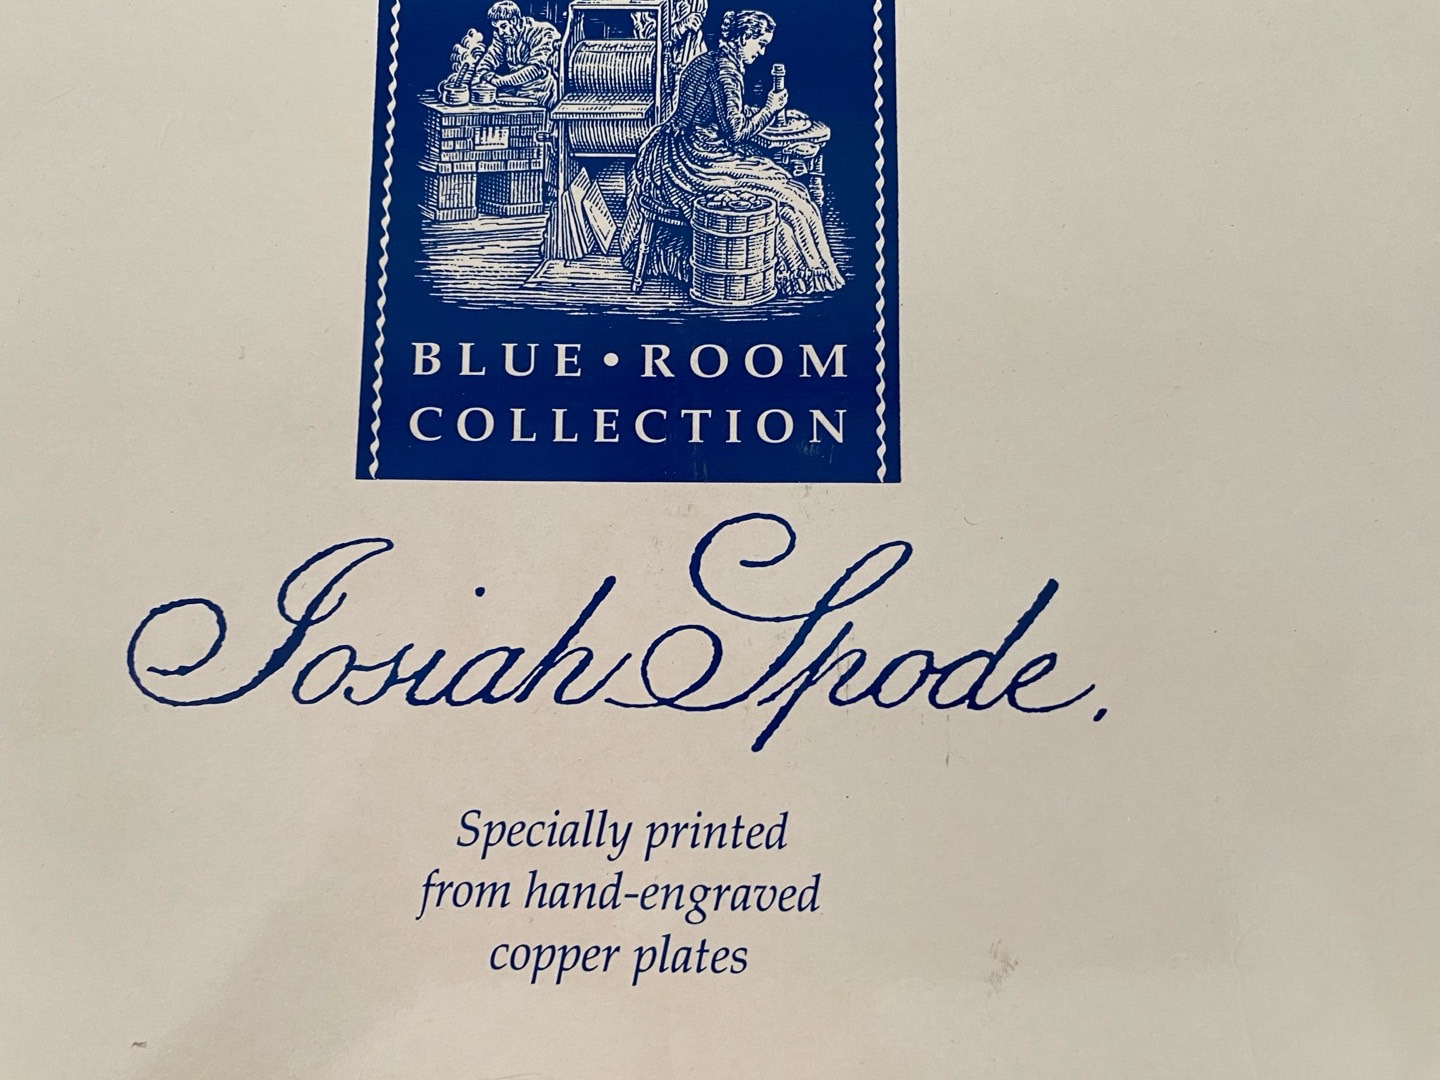 BLUE • ROOM
COLLECTION
Josiah Spode.
Specially printed
from hand-engraved
copper plates